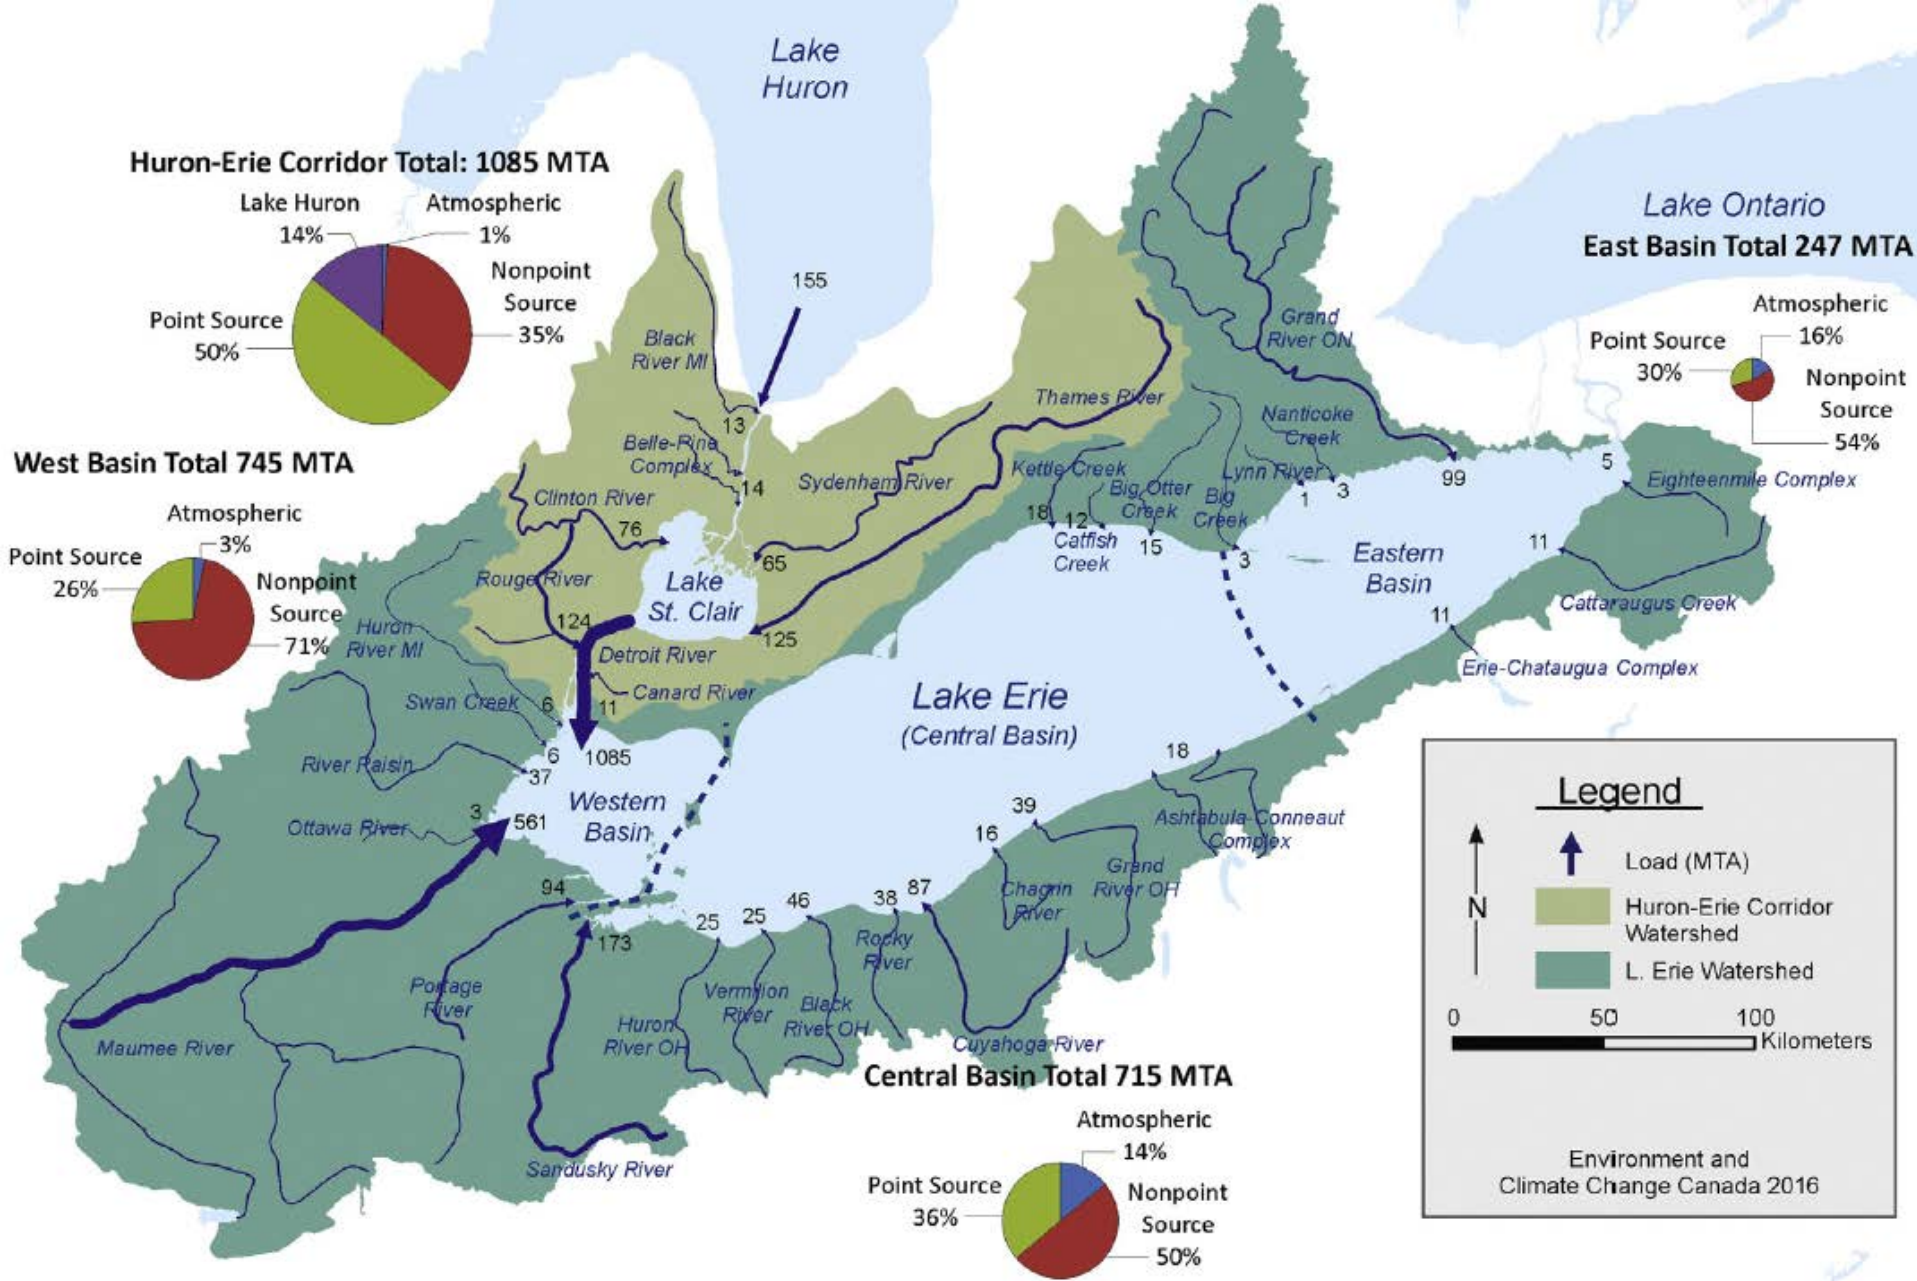 Lake
Huron
Huron-Erie Corridor Total: 1085 MTA
Lake Huron
14%
Atmospheric
1%
Nonpoint
Source
35%
Point Source
50%
Lake Ontario
East Basin Total 247 MTA
Atmospheric
16%
Point Source
30%
Nonpoint
Source
54%
West Basin Total 745 MTA
Atmospheric
3%
Point Source
26%
Nonpoint
Source
71%
155
Black
River MI
13
Belle-Pine
Complex
14
Clinton River
76
Sydenham River
65
Thames River
125
Grand
River ON
99
Nanticoke
Creek
3
Lynn River
1
Kettle Creek
18
12
Catfish
Creek
Big Otter
Creek
15
Big
Creek
3
5
Eighteenmile Complex
11
Cattaraugus Creek
11
Erie-Chataugua Complex
Eastern
Basin
Rouge River
124
Lake
St. Clair
Detroit River
Canard River
11
Huron
River MI
6
Swan Creek
6
1085
River Raisin
37
Ottawa River
3
561
Western
Basin
Lake Erie
(Central Basin)
94
173
25
25
46
38
87
16
39
18
Ashtabula-Conneaut
Complex
Grand
River OH
Chagrin
River
Rocky
River
Portage
River
Vermilion
River
Black
River OH
Huron
River OH
Cuyahoga River
Maumee River
Sandusky River
Central Basin Total 715 MTA
Atmospheric
14%
Point Source
36%
Nonpoint
Source
50%
Legend
N
Load (MTA)
Huron-Erie Corridor
Watershed
L. Erie Watershed
0 50 100
Kilometers
Environment and
Climate Change Canada 2016